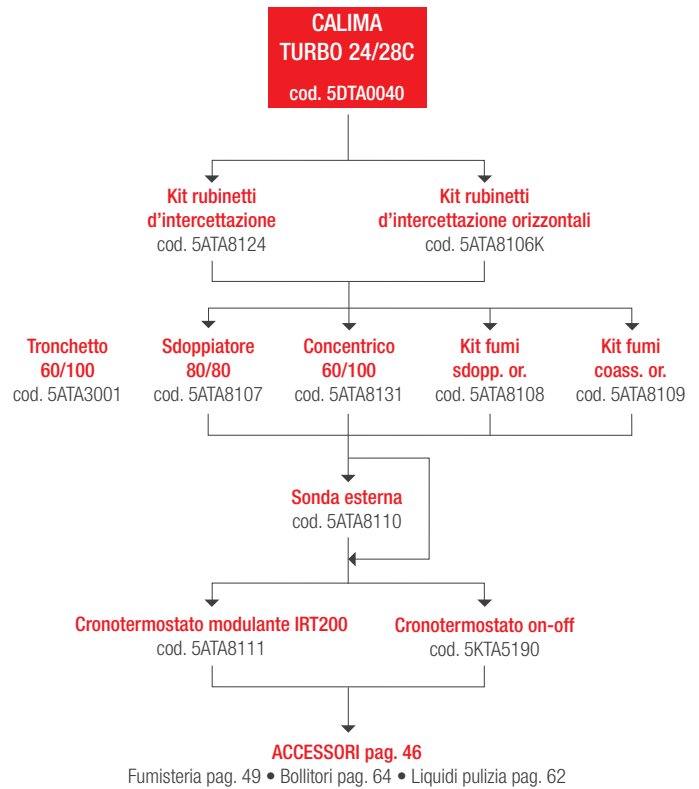 CALIMA
TURBO 24/28C
cod. 5DTA0040
Kit rubinetti
d'intercettazione
cod. 5ATA8124
Kit rubinetti
d'intercettazione orizzontali
cod. 5ATA8106K
Tronchetto
60/100
cod. 5ATA3001
Sdoppiatore
80/80
cod. 5ATA8107
Concentrico
60/100
cod. 5ATA8131
Kit fumi
sdopp. or.
cod. 5ATA8108
Kit fumi
coass. or.
cod. 5ATA8109
Sonda esterna
cod. 5ATA8110
Cronotermostato modulante IRT200
cod. 5ATA8111
Cronotermostato on-off
cod. 5KTA5190
ACCESSORI pag. 46
Fumisteria pag. 49 • Bollitori pag. 64 • Liquidi pulizia pag. 62